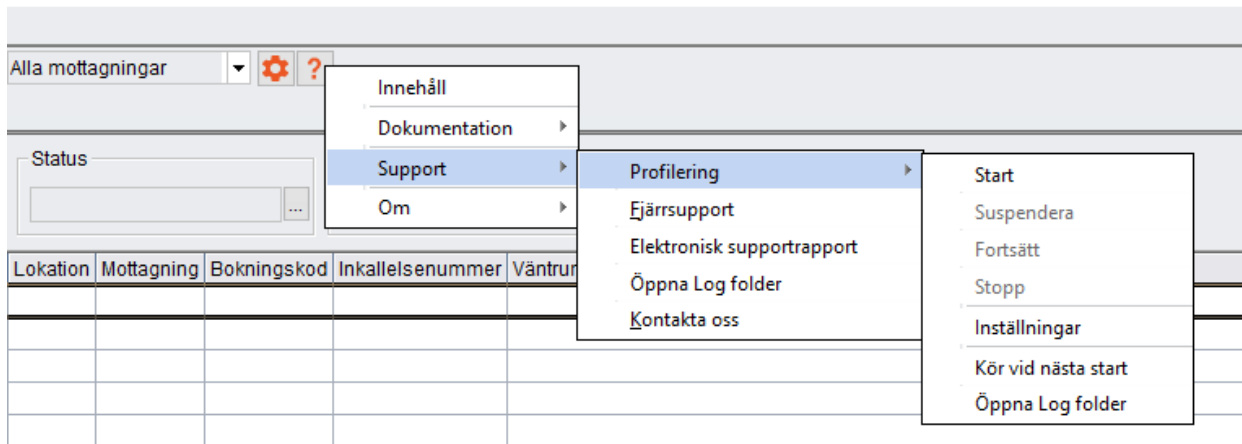 Alla mottagningar
?
Innehåll
Dokumentation
Support
Om
Profilering
Fjärrsupport
Elektronisk supportrapport
Öppna Log folder
Kontakta oss
Start
Suspendera
Fortsätt
Stopp
Inställningar
Kör vid nästa start
Öppna Log folder
Status
...
Lokation Mottagning Bokningskod Inkallelsenummer